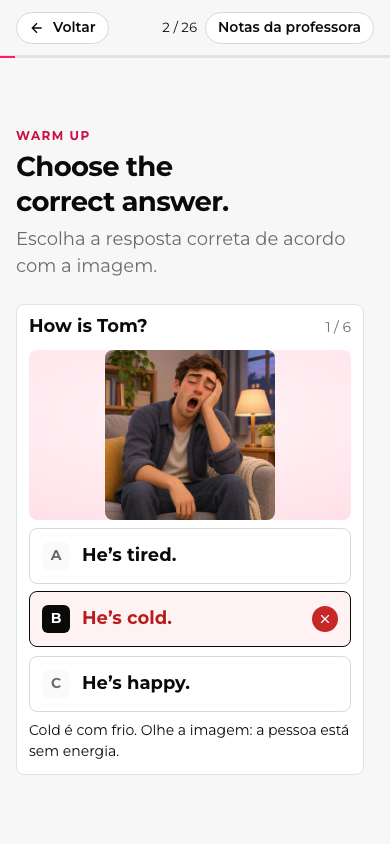 ← Voltar
2 / 26
Notas da professora
WARM UP
Choose the
correct answer.
Escolha a resposta correta de acordo
com a imagem.
How is Tom?
1 / 6
A He’s tired.
B He’s cold.
C He’s happy.
Cold é com frio. Olhe a imagem: a pessoa está
sem energia.